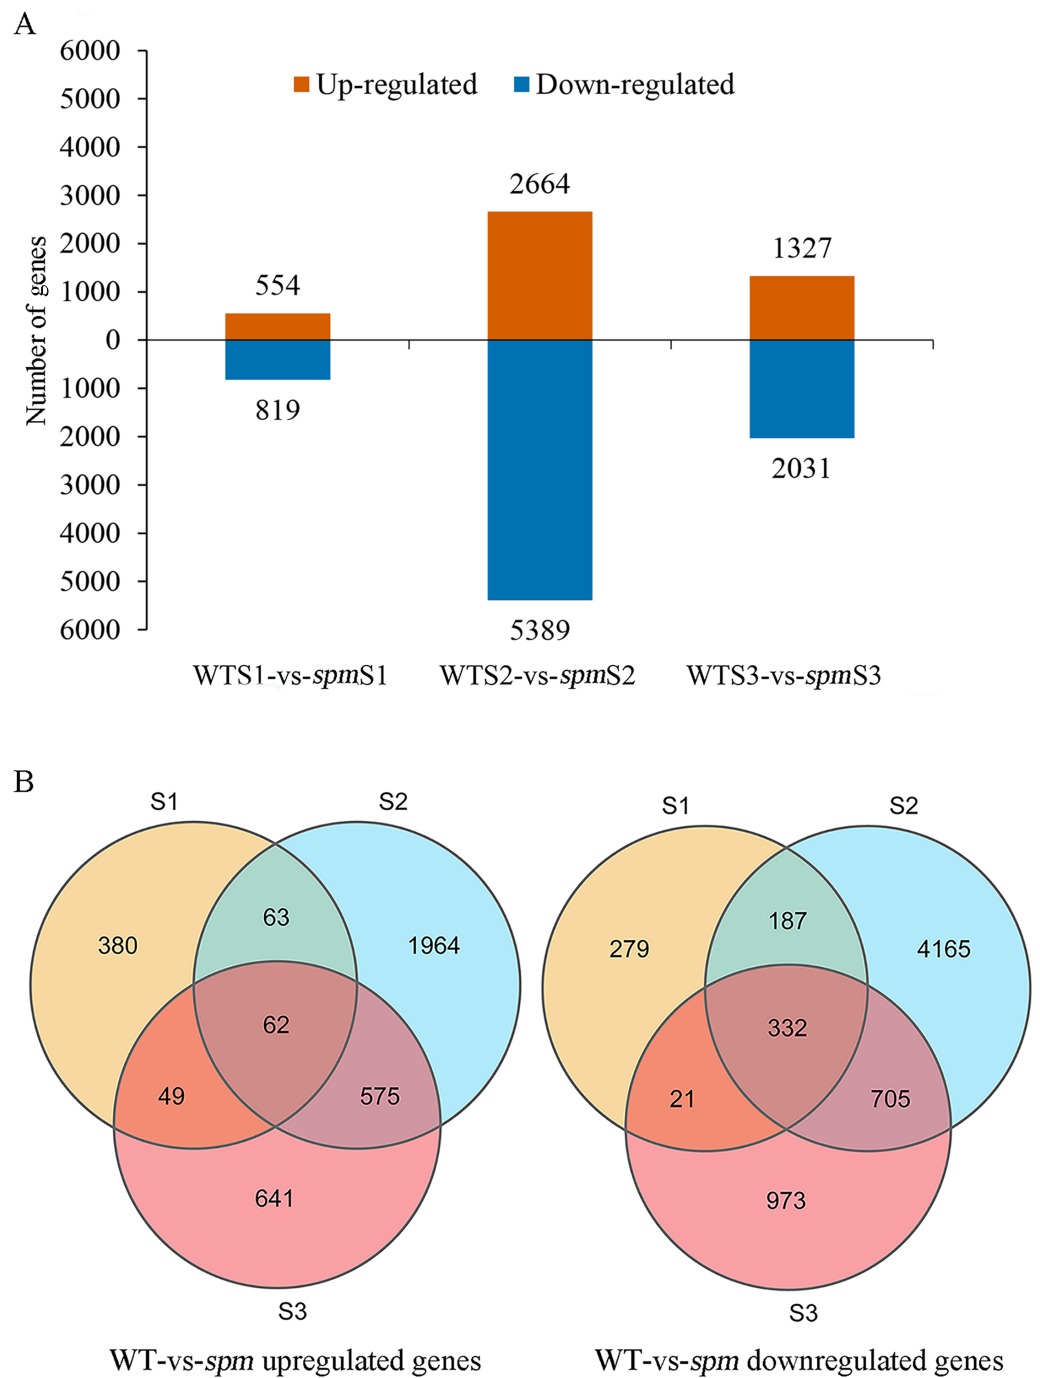 A
6000
5000
4000
3000
2000
1000
0
1000
2000
3000
4000
5000
6000
Number of genes
Up-regulated Down-regulated
554
2664
1327
819
5389
2031
WTS1-vs-spmS1 WTS2-vs-spmS2 WTS3-vs-spmS3
B
S1 S2
380 63 1964
62
49 575
641
S3
WT-vs-spm upregulated genes
S1 S2
279 187 4165
332
21 705
973
S3
WT-vs-spm downregulated genes